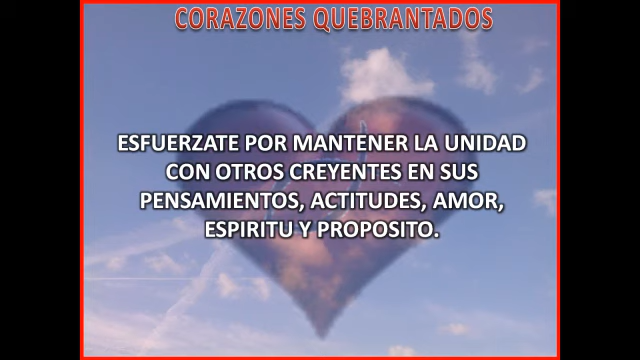 CORAZONES QUEBRANTADOS
ESFUERZATE POR MANTENER LA UNIDAD
CON OTROS CREYENTES EN SUS
PENSAMIENTOS, ACTITUDES, AMOR,
ESPIRITU Y PROPOSITO.